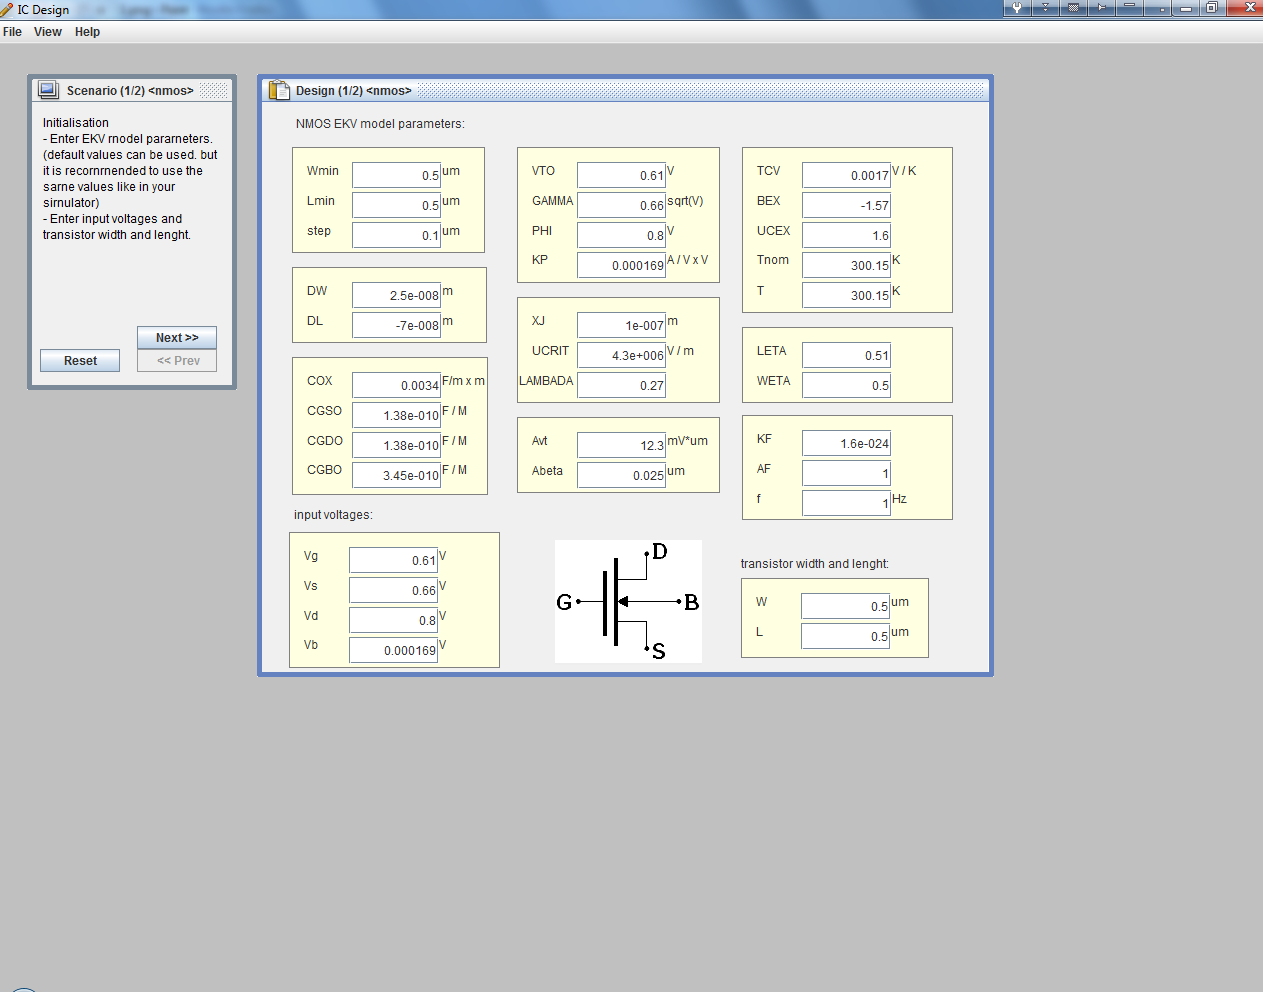 IC Design
File View Help
Scenario (1/2) <nmos>
Initialisation
- Enter EKV model parameters.
(default values can be used. but
it is recommended to use the
same values like in your
simulator)
- Enter input voltages and
transistor width and lenght.
Next >>
Reset
<< Prev
Design (1/2) <nmos>
NMOS EKV model parameters:
Wmin 0.5 um
Lmin 0.5 um
step 0.1 um
DW 2.5e-008 m
DL -7e-008 m
COX 0.0034 F/m x m
CGSO 1.38e-010 F / M
CGDO 1.38e-010 F / M
CGBO 3.45e-010 F / M
VTO 0.61 V
GAMMA 0.66 sqrt(V)
PHI 0.8 V
KP 0.000169 A / V x V
XJ 1e-007 m
UCRIT 4.3e+006 V / m
LAMBADA 0.27
Avt 12.3 mV*um
Abeta 0.025 um
TCV 0.0017 V / K
BEX -1.57
UCEX 1.6
Tnom 300.15 K
T 300.15 K
LETA 0.51
WETA 0.5
KF 1.6e-024
AF 1
f 1 Hz
input voltages:
Vg 0.61 V
Vs 0.66 V
Vd 0.8 V
Vb 0.000169 V
D
G
B
S
transistor width and lenght:
W 0.5 um
L 0.5 um